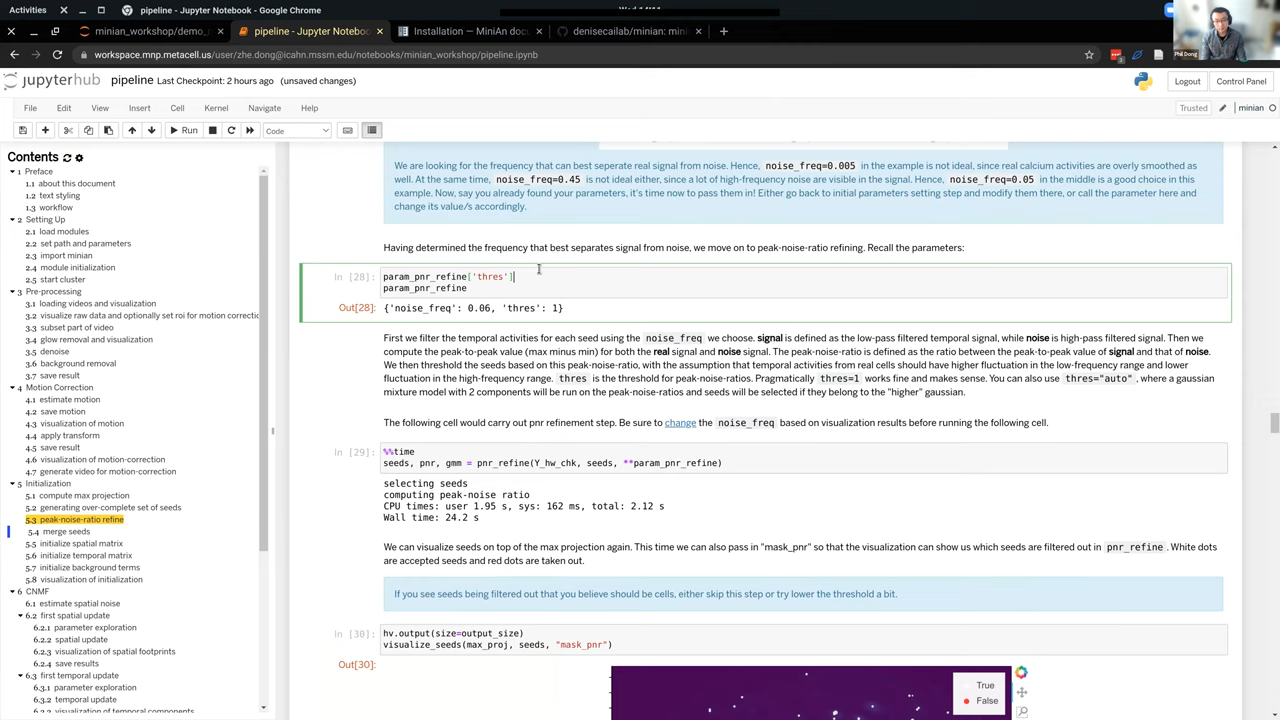 Activities
pipeline - Jupyter Notebook - Google Chrome
minian_workshop/demo_r
pipeline - Jupyter Notebook
Installation — MiniAn docu
denisecailab/minian: mini
workspace.mnp.metacell.us/user/zhe.dong@icahn.mssm.edu/notebooks/minian_workshop/pipeline.ipynb
Phil Dong
jupyterhub
pipeline Last Checkpoint: 2 hours ago (unsaved changes)
Logout
Control Panel
File Edit View Insert Cell Kernel Navigate Help
Trusted
minian
Run
Code
Contents
1 Preface
1.1 about this document
1.2 text styling
1.3 workflow
2 Setting Up
2.1 load modules
2.2 set path and parameters
2.3 import minian
2.4 module initialization
2.5 start cluster
3 Pre-processing
3.1 loading videos and visualization
3.2 visualize raw data and optionally set roi for motion correctio
3.3 subset part of video
3.4 glow removal and visualization
3.5 denoise
3.6 background removal
3.7 save result
4 Motion Correction
4.1 estimate motion
4.2 save motion
4.3 visualization of motion
4.4 apply transform
4.5 save result
4.6 visualization of motion-correction
4.7 generate video for motion-correction
5 Initialization
5.1 compute max projection
5.2 generating over-complete set of seeds
5.3 peak-noise-ratio refine
5.4 merge seeds
5.5 initialize spatial matrix
5.6 initialize temporal matrix
5.7 initialize background terms
5.8 visualization of initialization
6 CNMF
6.1 estimate spatial noise
6.2 first spatial update
6.2.1 parameter exploration
6.2.2 spatial update
6.2.3 visualization of spatial footprints
6.2.4 save results
6.3 first temporal update
6.3.1 parameter exploration
6.3.2 temporal update
6.3.3 visualization of temporal components
We are looking for the frequency that can best seperate real signal from noise. Hence, noise_freq=0.005 in the example is not ideal, since real calcium activities are overly smoothed
well. At the same time, noise_freq=0.45 is not ideal either, since a lot of high-frequency noise are visible in the signal. Hence, noise_freq=0.05 in the middle is a good choice in this
example. Now, say you already found your parameters, it's time now to pass them in! Either go back to initial parameters setting step and modify them there, or call the parameter here and
change its value/s accordingly.
Having determined the frequency that best separates signal from noise, we move on to peak-noise-ratio refining. Recall the parameters:
In [28]: param_pnr_refine['thres']
param_pnr_refine
Out[28]: {'noise_freq': 0.06, 'thres': 1}
First we filter the temporal activities for each seed using the noise_freq we choose. signal is defined as the low-pass filtered temporal signal, while noise is high-pass filtered signal. Then we
compute the peak-to-peak value (max minus min) for both the real signal and noise signal. The peak-noise-ratio is defined as the ratio between the peak-to-peak value of signal and that of noise.
We then threshold the seeds based on this peak-noise-ratio, with the assumption that temporal activities from real cells should have higher fluctuation in the low-frequency range and lower
fluctuation in the high-frequency range. thres is the threshold for peak-noise-ratios. Pragmatically thres=1 works fine and makes sense. You can also use thres="auto", where a gaussian
mixture model with 2 components will be run on the peak-noise-ratios and seeds will be selected if they belong to the "higher" gaussian.
The following cell would carry out pnr refinement step. Be sure to change the noise_freq based on visualization results before running the following cell.
In [29]: %%time
seeds, pnr, gmm = pnr_refine(Y_hw_chk, seeds, **param_pnr_refine)
selecting seeds
computing peak-noise ratio
CPU times: user 1.95 s, sys: 162 ms, total: 2.12 s
Wall time: 24.2 s
We can visualize seeds on top of the max projection again. This time we can also pass in "mask_pnr" so that the visualization can show us which seeds are filtered out in pnr_refine. White dots
are accepted seeds and red dots are taken out.
If you see seeds being filtered out that you believe should be cells, either skip this step or try lower the threshold a bit.
In [30]: hv.output(size=output_size)
visualize_seeds(max_proj, seeds, "mask_pnr")
Out[30]:
True
False